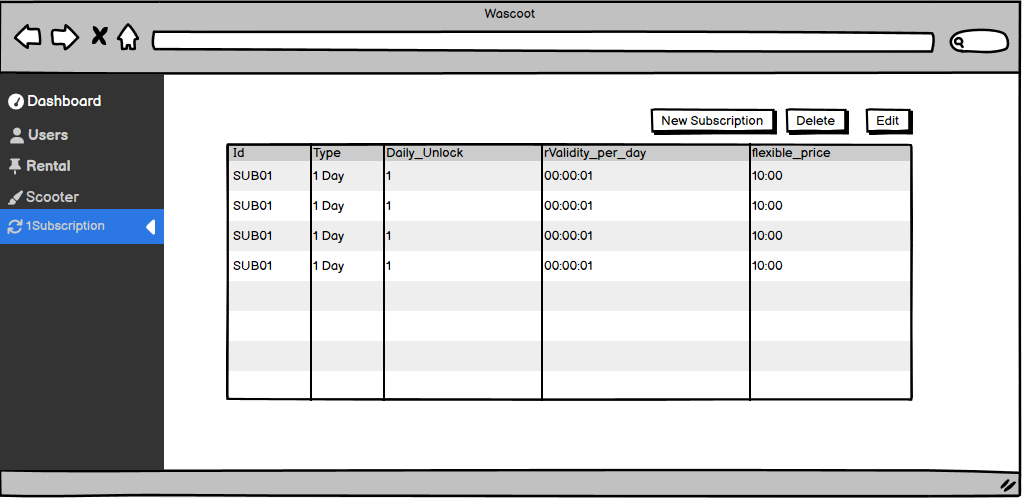 Wascoot
Dashboard
Users
Rental
Scooter
1Subscription
New Subscription Delete Edit
Id Type Daily_Unlock rValidity_per_day flexible_price
SUB01 1 Day 1 00:00:01 10:00
SUB01 1 Day 1 00:00:01 10:00
SUB01 1 Day 1 00:00:01 10:00
SUB01 1 Day 1 00:00:01 10:00